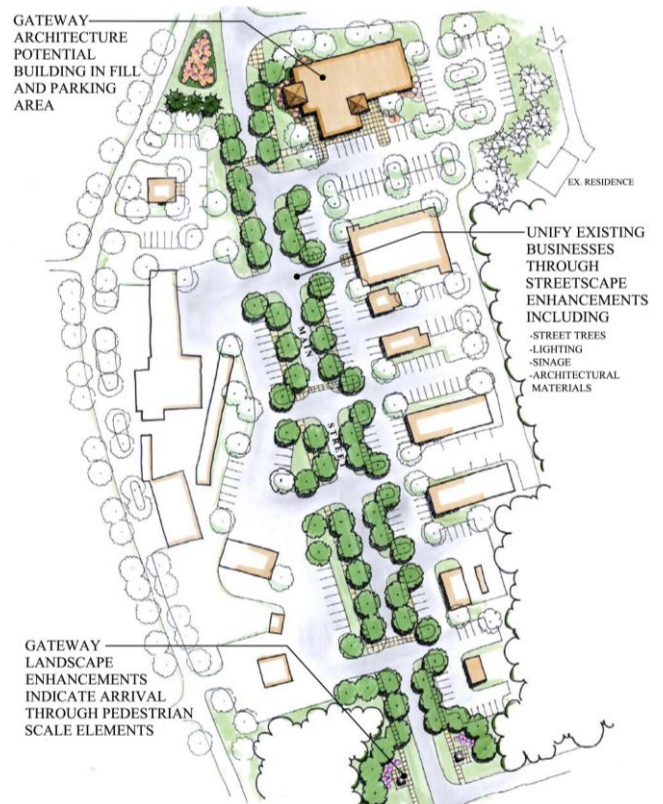 GATEWAY
ARCHITECTURE
POTENTIAL
BUILDING IN FILL
AND PARKING
AREA
EX. RESIDENCE
UNIFY EXISTING
BUSINESSES
THROUGH
STREETSCAPE
ENHANCEMENTS
INCLUDING
-STREET TREES
-LIGHTING
-SINAGE
-ARCHITECTURAL
MATERIALS
MAIN
STREET
GATEWAY
LANDSCAPE
ENHANCEMENTS
INDICATE ARRIVAL
THROUGH PEDESTRIAN
SCALE ELEMENTS